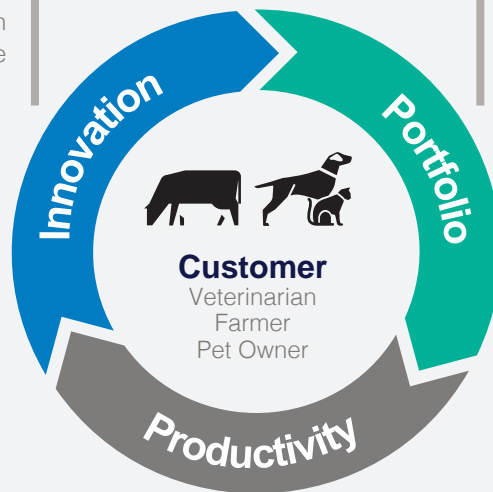 Innovation
Portfolio
Customer
Veterinarian
Farmer
Pet Owner
Productivity